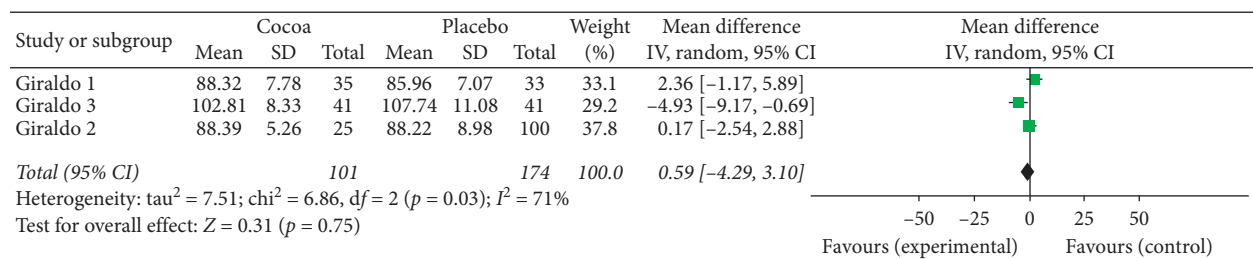 Study or subgroup Cocoa Placebo Weight Mean difference Mean difference
Mean SD Total Mean SD Total (%) IV, random, 95% CI IV, random, 95% CI
Giraldo 1 88.32 7.78 35 85.96 7.07 33 33.1 2.36 [−1.17, 5.89]
Giraldo 3 102.81 8.33 41 107.74 11.08 41 29.2 −4.93 [−9.17, −0.69]
Giraldo 2 88.39 5.26 25 88.22 8.98 100 37.8 0.17 [−2.54, 2.88]
Total (95% CI) 101 174 100.0 0.59 [−4.29, 3.10]
Heterogeneity: tau² = 7.51; chi² = 6.86, df = 2 (p = 0.03); I² = 71%
Test for overall effect: Z = 0.31 (p = 0.75)
−50 −25 0 25 50
Favours (experimental) Favours (control)